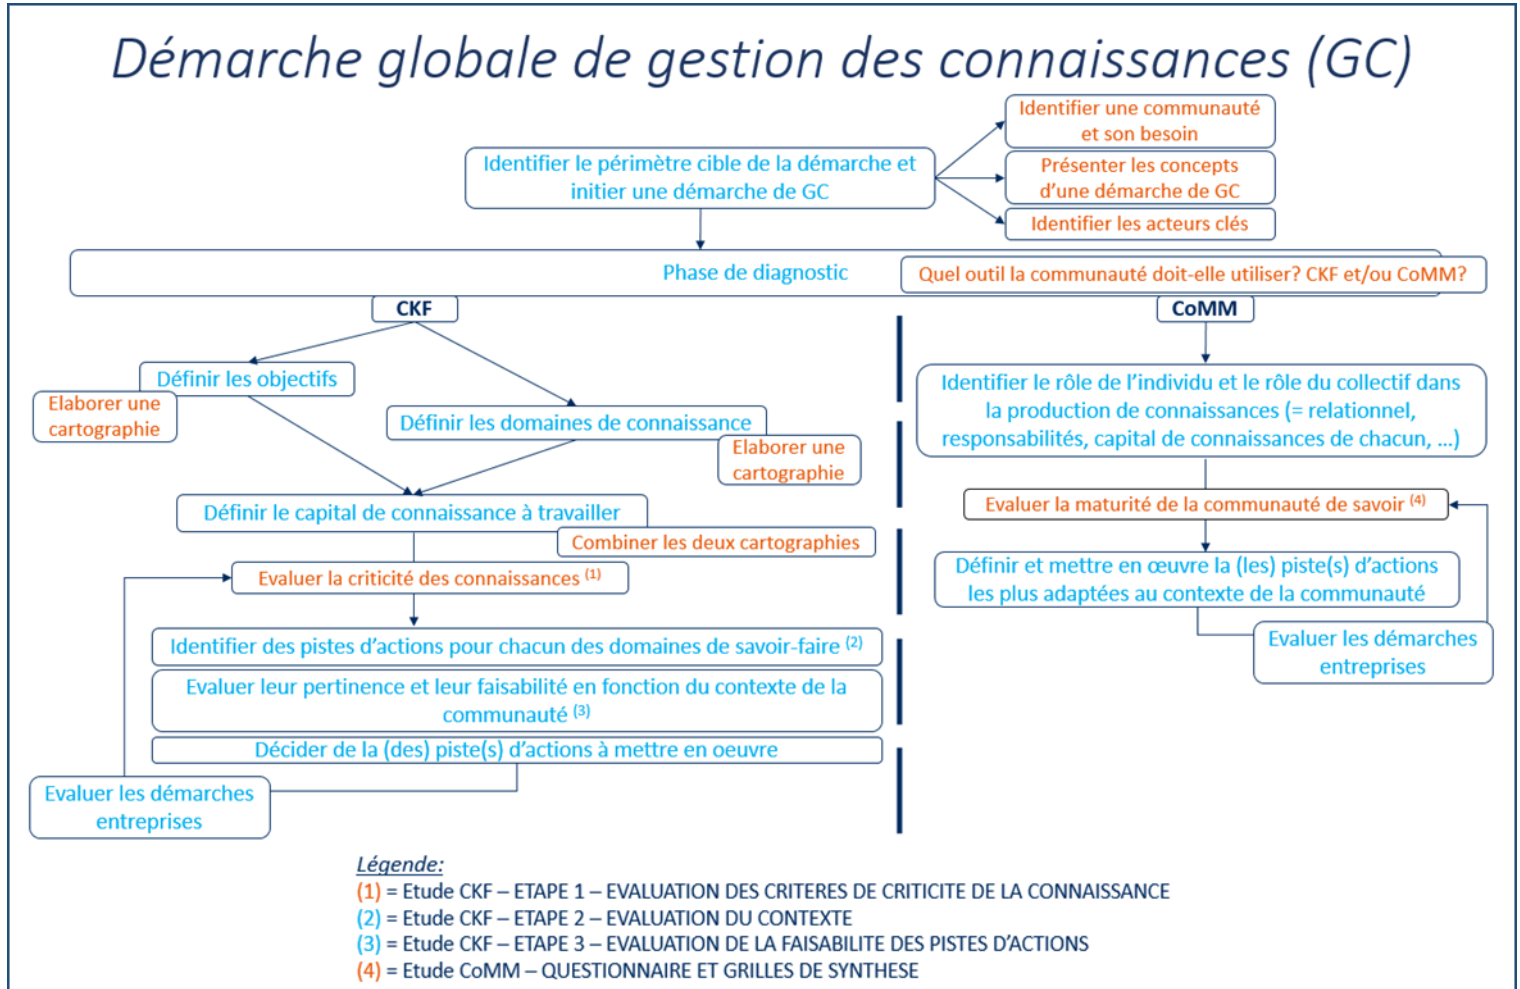 Démarche globale de gestion des connaissances (GC)
Identifier une communauté
et son besoin
Identifier le périmètre cible de la démarche et
initier une démarche de GC
Présenter les concepts
d’une démarche de GC
Identifier les acteurs clés
Phase de diagnostic
Quel outil la communauté doit-elle utiliser? CKF et/ou CoMM?
CKF
Définir les objectifs
Elaborer une
cartographie
Définir les domaines de connaissance
Elaborer une
cartographie
Définir le capital de connaissance à travailler
Combiner les deux cartographies
Evaluer la criticité des connaissances (1)
Identifier des pistes d’actions pour chacun des domaines de savoir-faire (2)
Evaluer leur pertinence et leur faisabilité en fonction du contexte de la
communauté (3)
Décider de la (des) piste(s) d’actions à mettre en oeuvre
Evaluer les démarches
entreprises
CoMM
Identifier le rôle de l’individu et le rôle du collectif dans
la production de connaissances (= relationnel,
responsabilités, capital de connaissances de chacun, …)
Evaluer la maturité de la communauté de savoir (4)
Définir et mettre en œuvre la (les) piste(s) d’actions
les plus adaptées au contexte de la communauté
Evaluer les démarches
entreprises
Légende:
(1) = Etude CKF – ETAPE 1 – EVALUATION DES CRITERES DE CRITICITE DE LA CONNAISSANCE
(2) = Etude CKF – ETAPE 2 – EVALUATION DU CONTEXTE
(3) = Etude CKF – ETAPE 3 – EVALUATION DE LA FAISABILITE DES PISTES D’ACTIONS
(4) = Etude CoMM – QUESTIONNAIRE ET GRILLES DE SYNTHESE